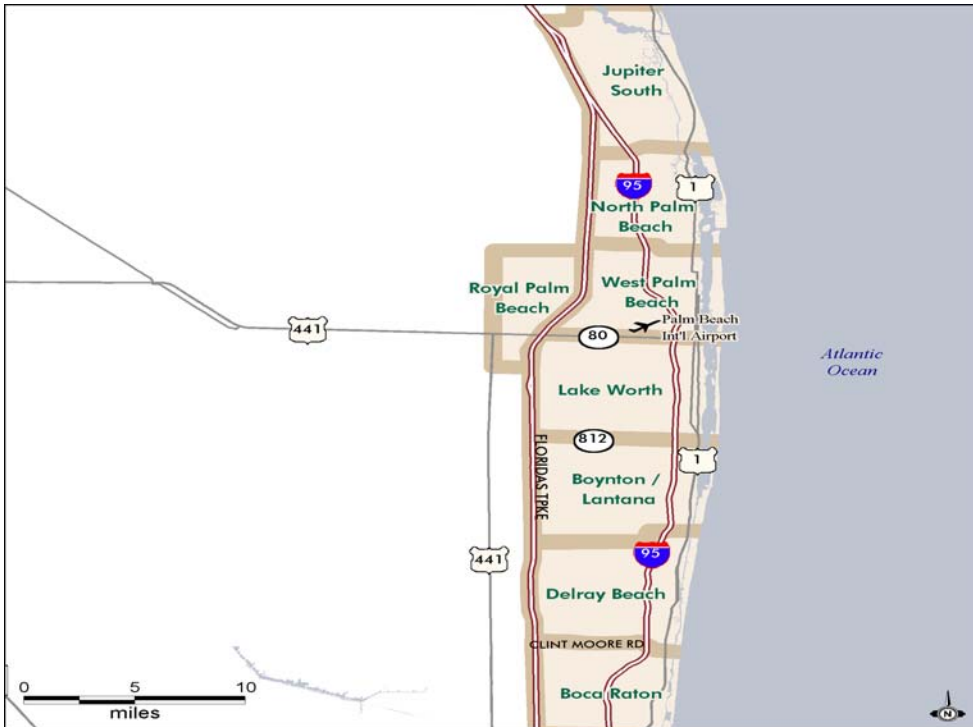 Jupiter
South
95
1
North Palm
Beach
Royal Palm
Beach
West Palm
Beach
Palm Beach
Int'l Airport
441
80
Atlantic
Ocean
Lake Worth
812
FLORIDAS TPKE
1
Boynton /
Lantana
441
95
Delray Beach
CLINT MOORE RD
Boca Raton
0 5 10
miles
N